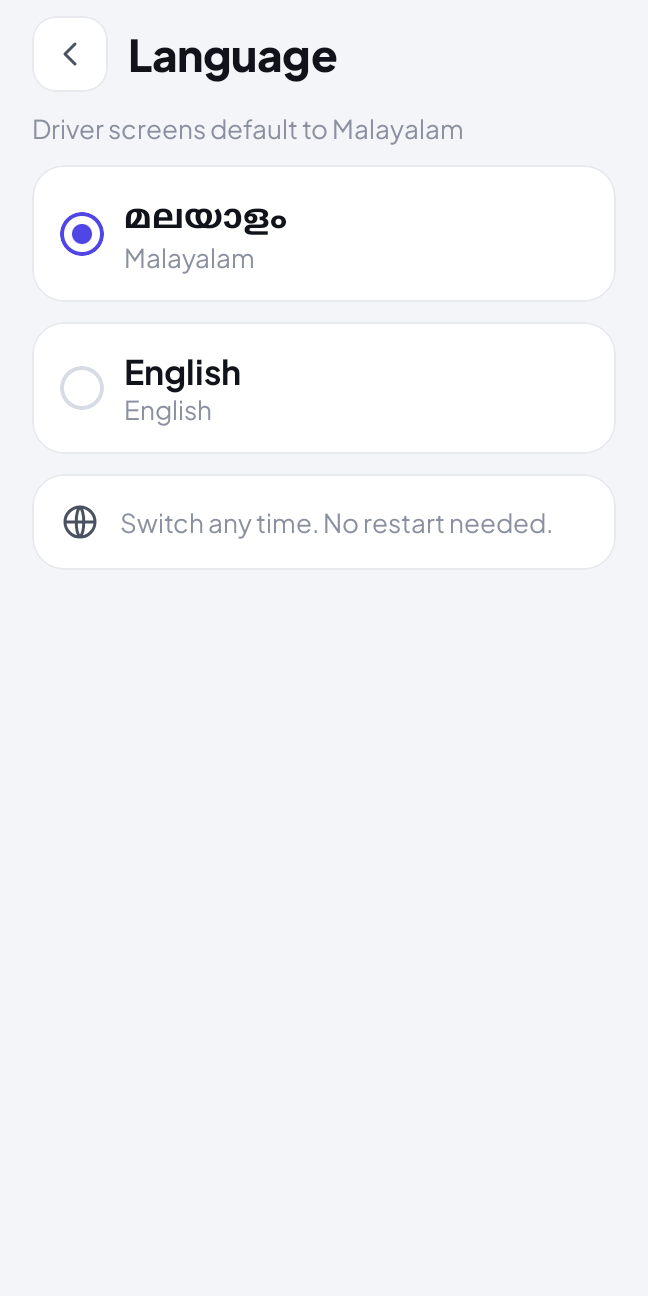 Language
Driver screens default to Malayalam
മലയാളം
Malayalam
English
English
Switch any time. No restart needed.